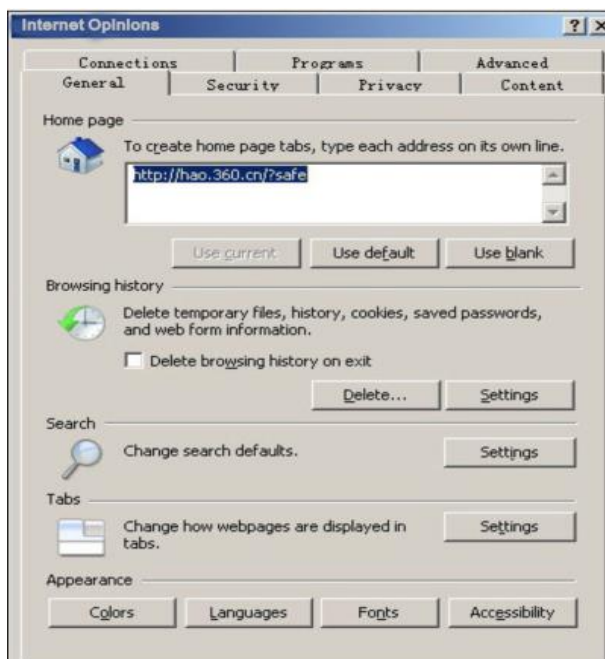 Internet Opinions
Connections Programs Advanced
General Security Privacy Content
Home page
To create home page tabs, type each address on its own line.
http://hao.360.cn/?safe
Use current Use default Use blank
Browsing history
Delete temporary files, history, cookies, saved passwords,
and web form information.
Delete browsing history on exit
Delete... Settings
Search
Change search defaults. Settings
Tabs
Change how webpages are displayed in Settings
tabs.
Appearance
Colors Languages Fonts Accessibility